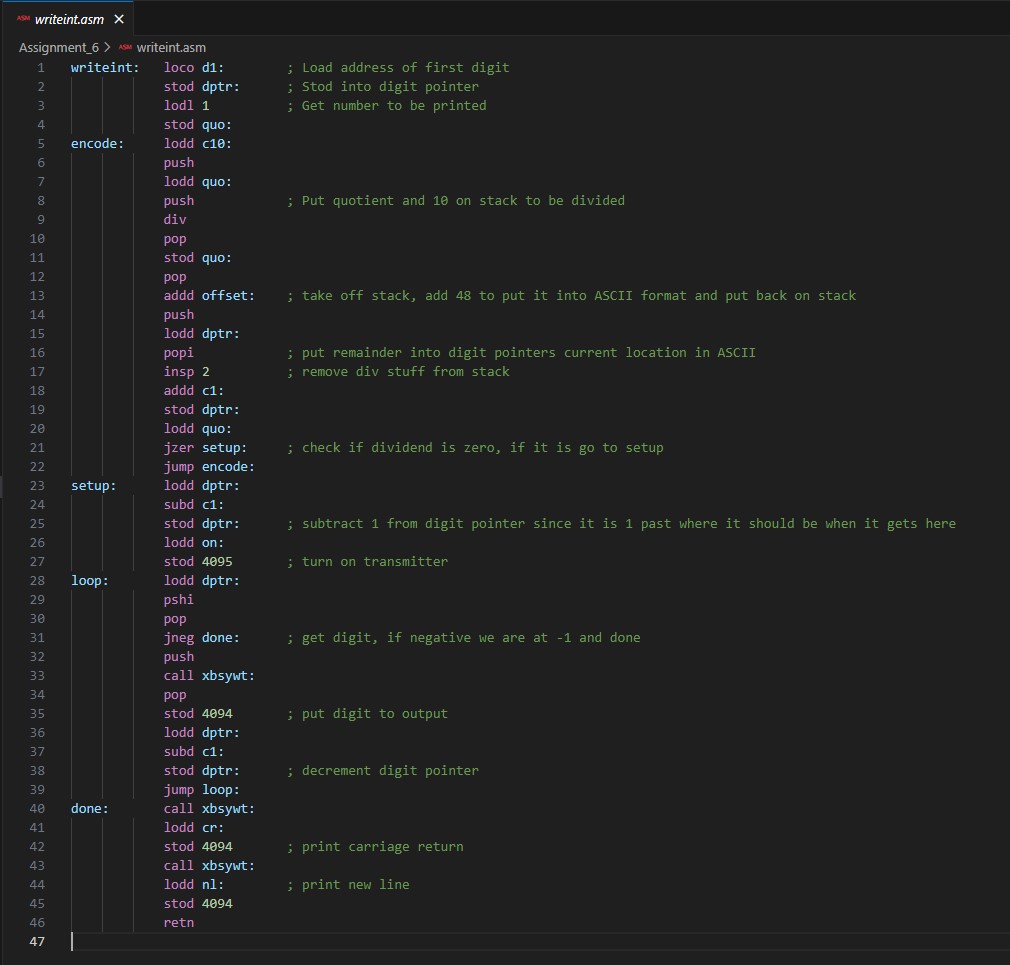 ASM writeint.asm ×
Assignment_6 > ASM writeint.asm
1 writeint: loco d1: ; Load address of first digit
2 stod dptr: ; Stod into digit pointer
3 lodl 1 ; Get number to be printed
4 stod quo:
5 encode: lodd c10:
6 push
7 lodd quo:
8 push ; Put quotient and 10 on stack to be divided
9 div
10 pop
11 stod quo:
12 pop
13 addd offset: ; take off stack, add 48 to put it into ASCII format and put back on stack
14 push
15 lodd dptr:
16 popi ; put remainder into digit pointers current location in ASCII
17 insp 2 ; remove div stuff from stack
18 addd c1:
19 stod dptr:
20 lodd quo:
21 jzer setup: ; check if dividend is zero, if it is go to setup
22 jump encode:
23 setup: lodd dptr:
24 subd c1:
25 stod dptr: ; subtract 1 from digit pointer since it is 1 past where it should be when it gets here
26 lodd on:
27 stod 4095 ; turn on transmitter
28 loop: lodd dptr:
29 pshi
30 pop
31 jneg done: ; get digit, if negative we are at -1 and done
32 push
33 call xbsywt:
34 pop
35 stod 4094 ; put digit to output
36 lodd dptr:
37 subd c1:
38 stod dptr: ; decrement digit pointer
39 jump loop:
40 done: call xbsywt:
41 lodd cr:
42 stod 4094 ; print carriage return
43 call xbsywt:
44 lodd nl: ; print new line
45 stod 4094
46 retn
47